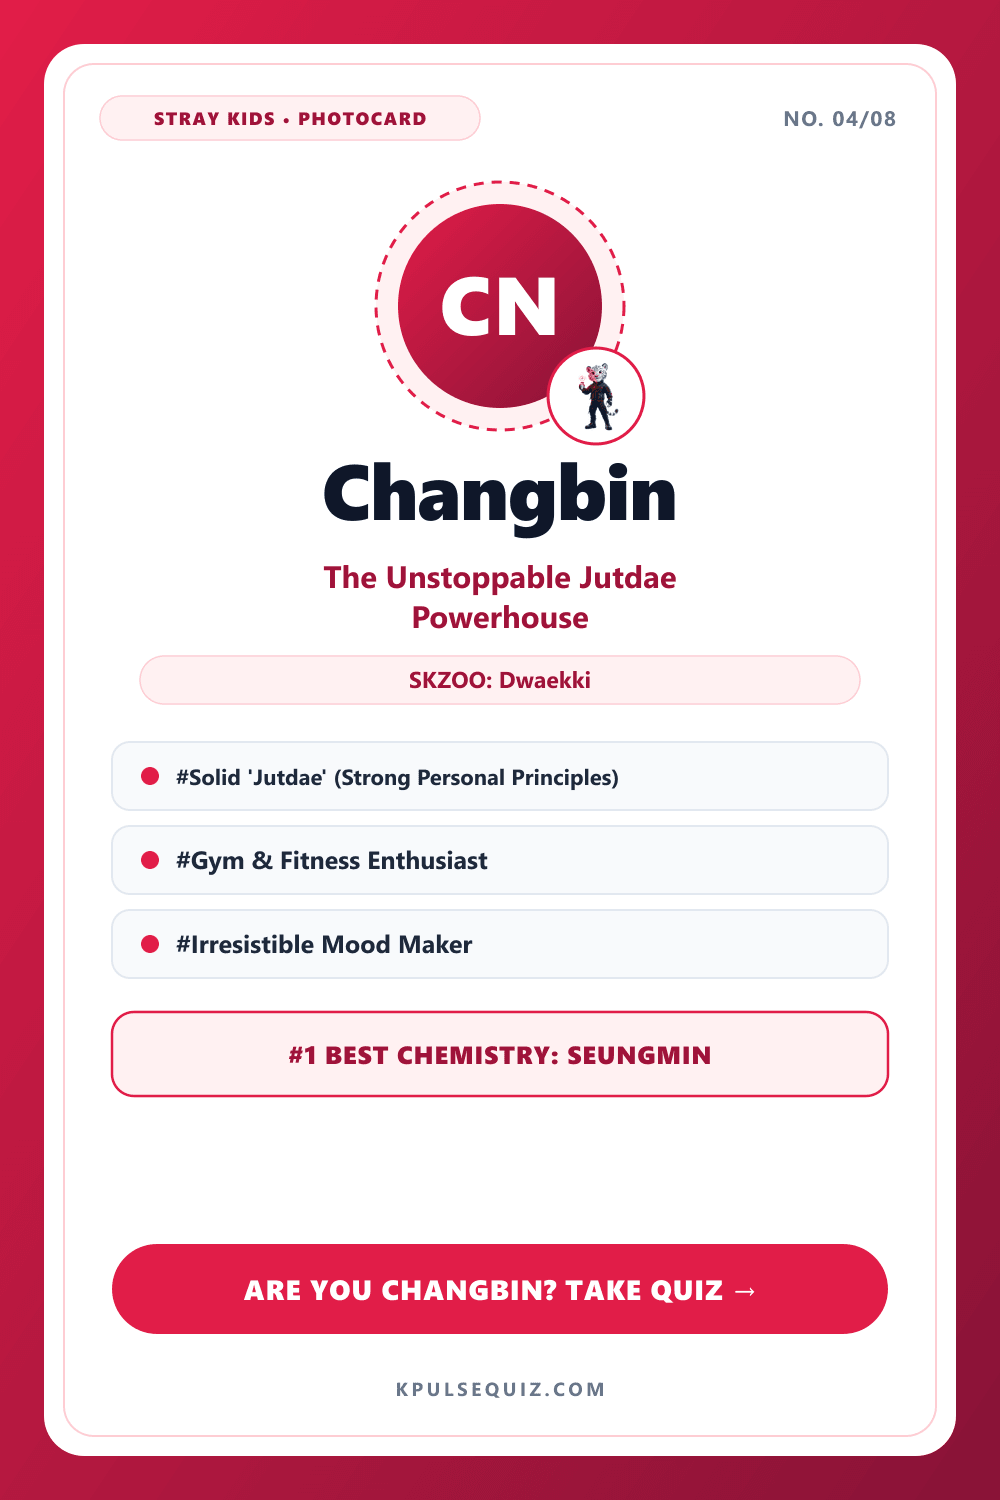 STRAY KIDS • PHOTOCARD
NO. 04/08
CN
Changbin
The Unstoppable Jutdae
Powerhouse
SKZOO: Dwaekki
#Solid 'Jutdae' (Strong Personal Principles)
#Gym & Fitness Enthusiast
#Irresistible Mood Maker
#1 BEST CHEMISTRY: SEUNGMIN
ARE YOU CHANGBIN? TAKE QUIZ →
KPULSEQUIZ.COM